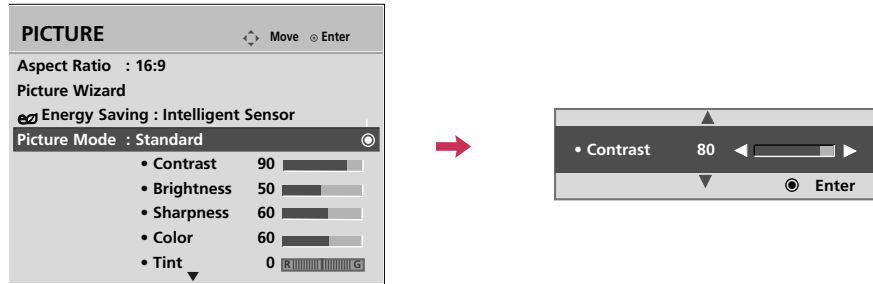 PICTURE
Move
Enter
Aspect Ratio : 16:9
Picture Wizard
Energy Saving : Intelligent Sensor
Picture Mode : Standard
• Contrast 90
• Brightness 50
• Sharpness 60
• Color 60
• Tint 0 R G
• Contrast 80
Enter